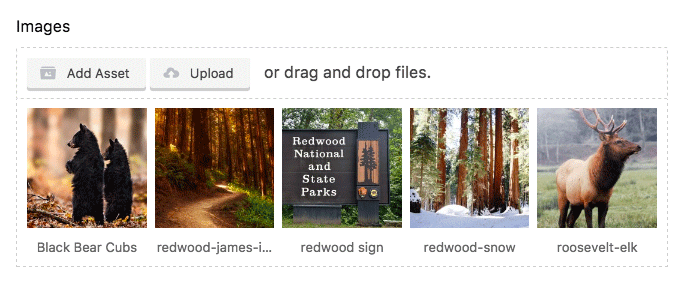 Images
Add Asset
Upload
or drag and drop files.
Redwood
National
and
State
Parks
Black Bear Cubs
redwood-james-i...
redwood sign
redwood-snow
roosevelt-elk